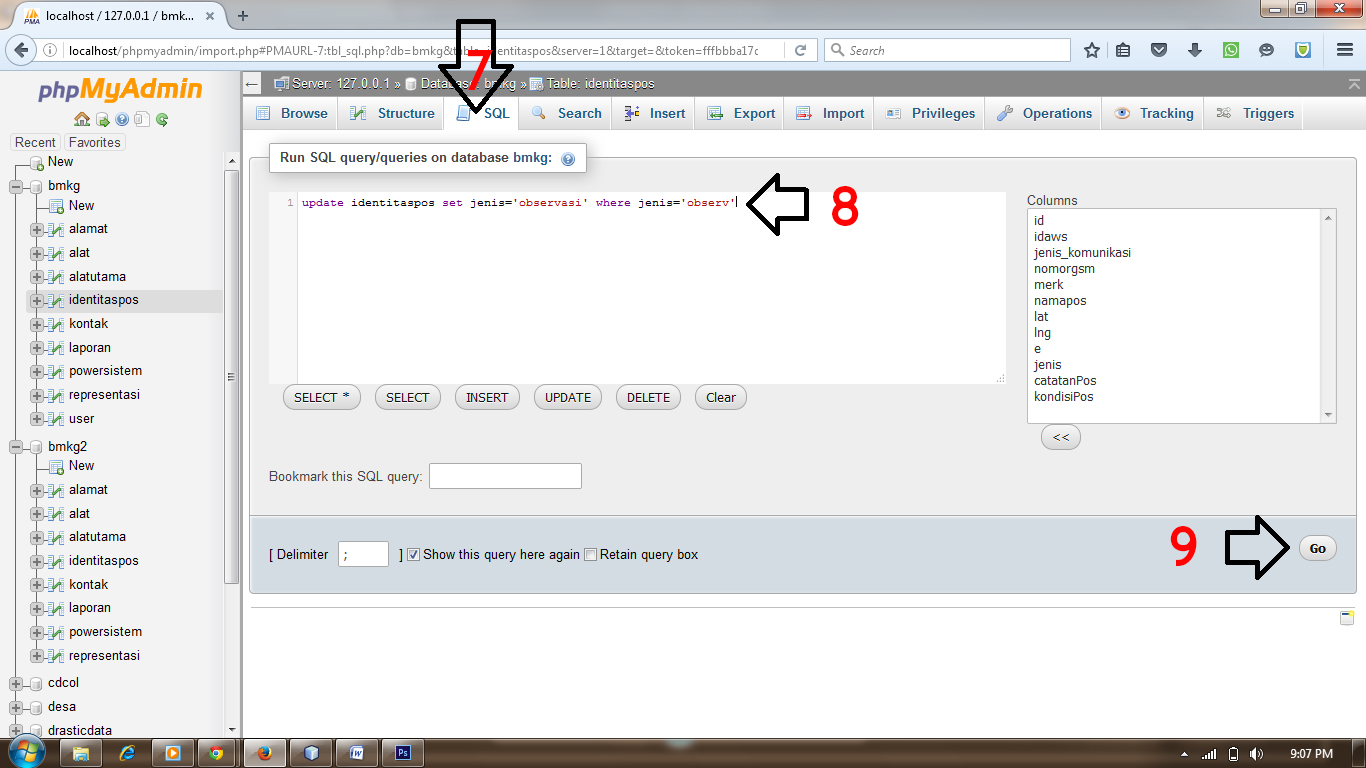 localhost / 127.0.0.1 / bmk...
localhost/phpmyadmin/import.php#PMAURL-7:tbl_sql.php?db=bmkg&tab identitaspos&server=1&target=&token=fffbbba17c
Search
phpMyAdmin
Recent Favorites
New
bmkg
New
alamat
alat
alatutama
identitaspos
kontak
laporan
powersistem
representasi
user
bmkg2
New
alamat
alat
alatutama
identitaspos
kontak
laporan
powersistem
representasi
cdcol
desa
drasticdata
7
Server: 127.0.0.1 » Database: bmkg » Table: identitaspos
Browse Structure SQL Search Insert Export Import Privileges Operations Tracking Triggers
Run SQL query/queries on database bmkg:
1 update identitaspos set jenis='observasi' where jenis='observ'
8
SELECT * SELECT INSERT UPDATE DELETE Clear
Columns
id
idaws
jenis_komunikasi
nomorgsm
merk
namapos
lat
lng
e
jenis
catatanPos
kondisiPos
<<
Bookmark this SQL query:
[ Delimiter ; ] Show this query here again Retain query box
9
Go
PMA
W
Ps
9:07 PM